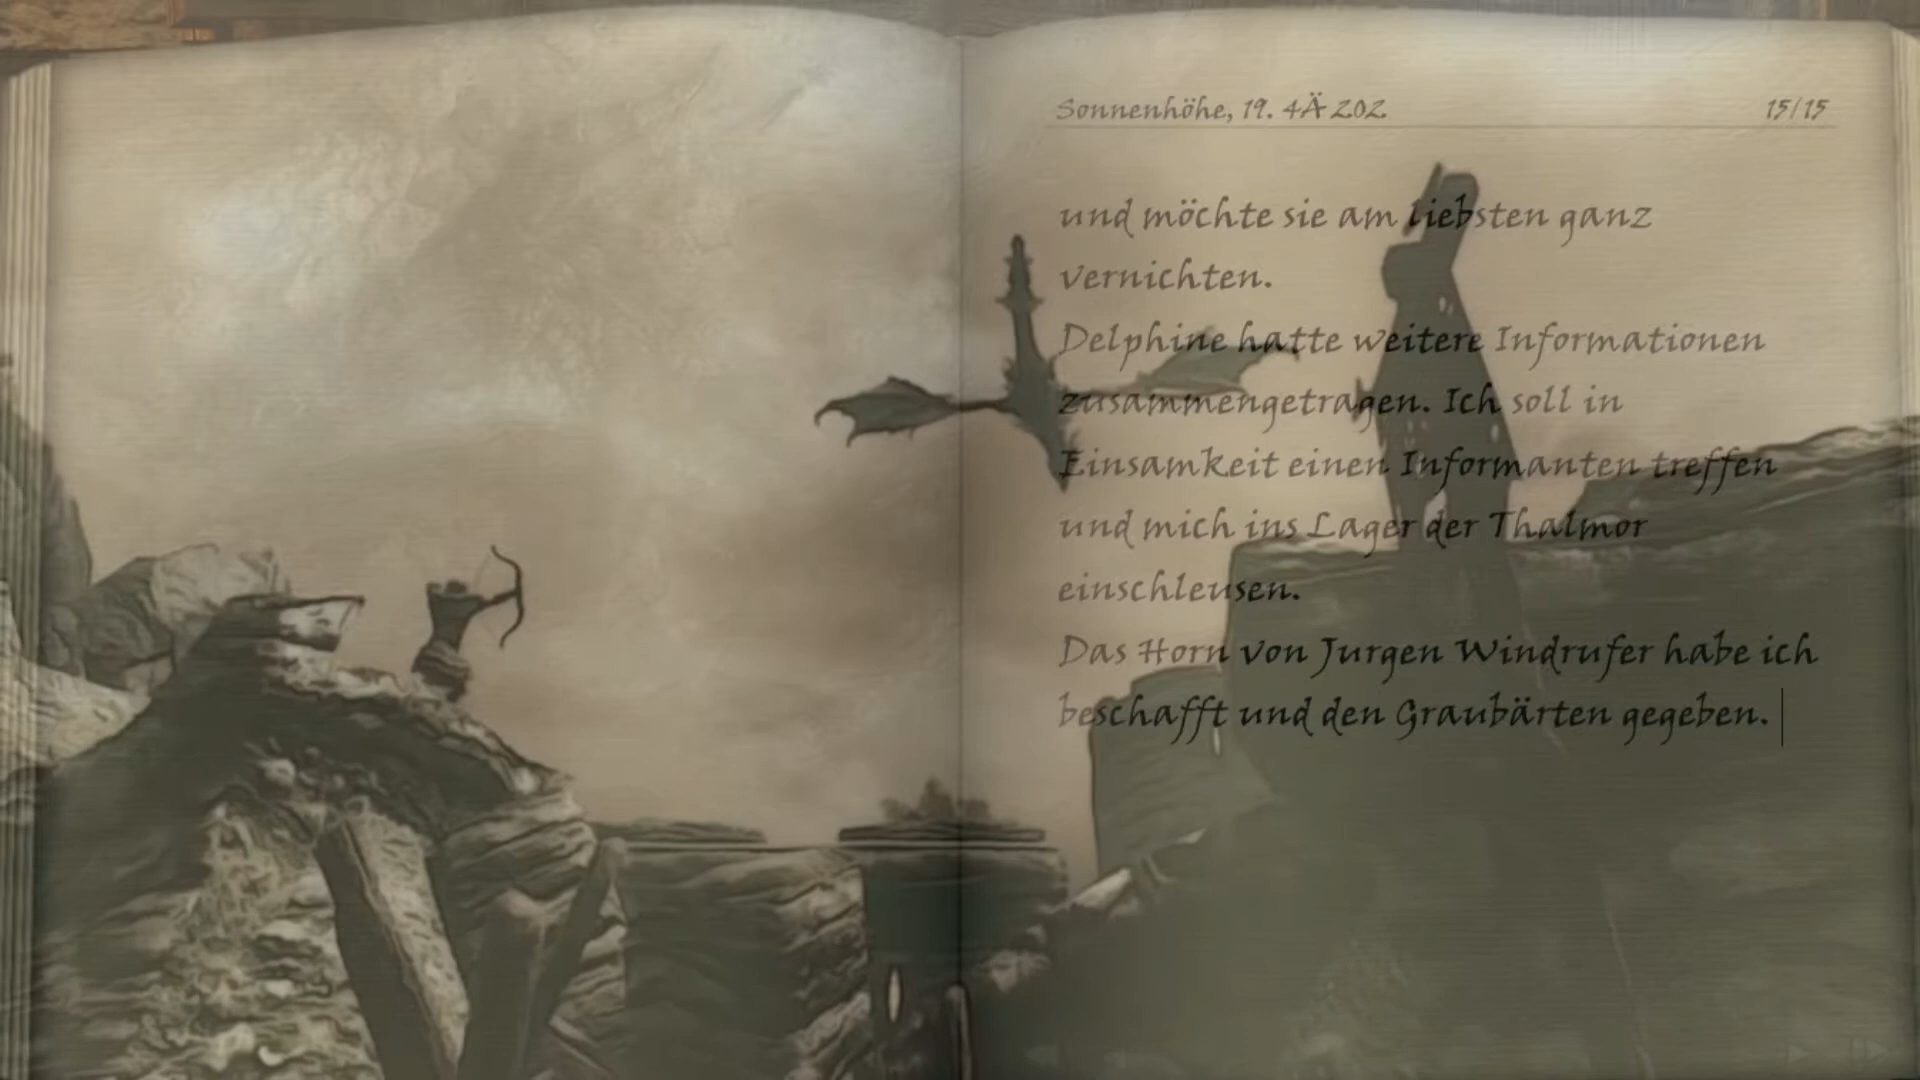 Sonnenhöhe, 19. 4Ä 202 15/15
und möchte sie am liebsten ganz
vernichten.
Delphine hatte weitere Informationen
zusammengetragen. Ich soll in
Einsamkeit einen Informanten treffen
und mich ins Lager der Thalmor
einschleusen.
Das Horn von Jurgen Windrufer habe ich
beschafft und den Graubärten gegeben.